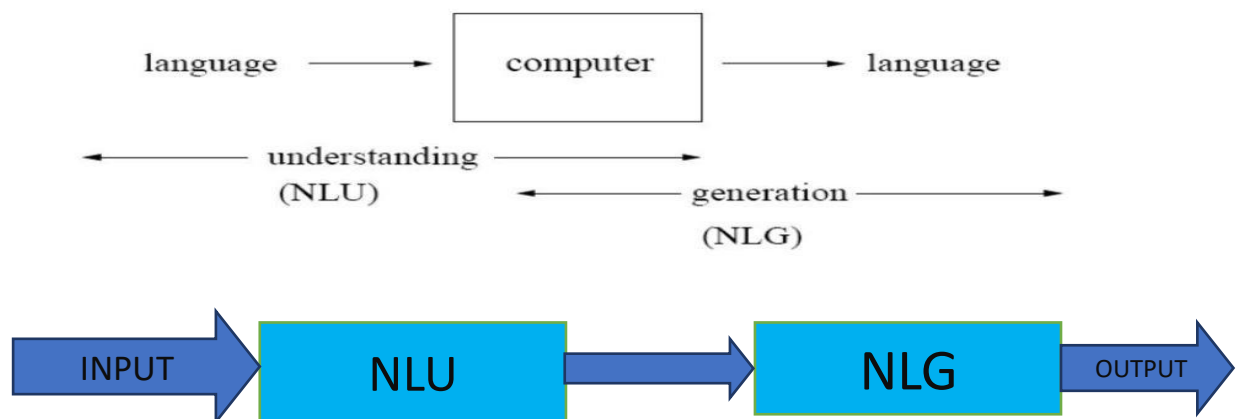 language computer language
understanding
(NLU)
generation
(NLG)
INPUT NLU NLG OUTPUT